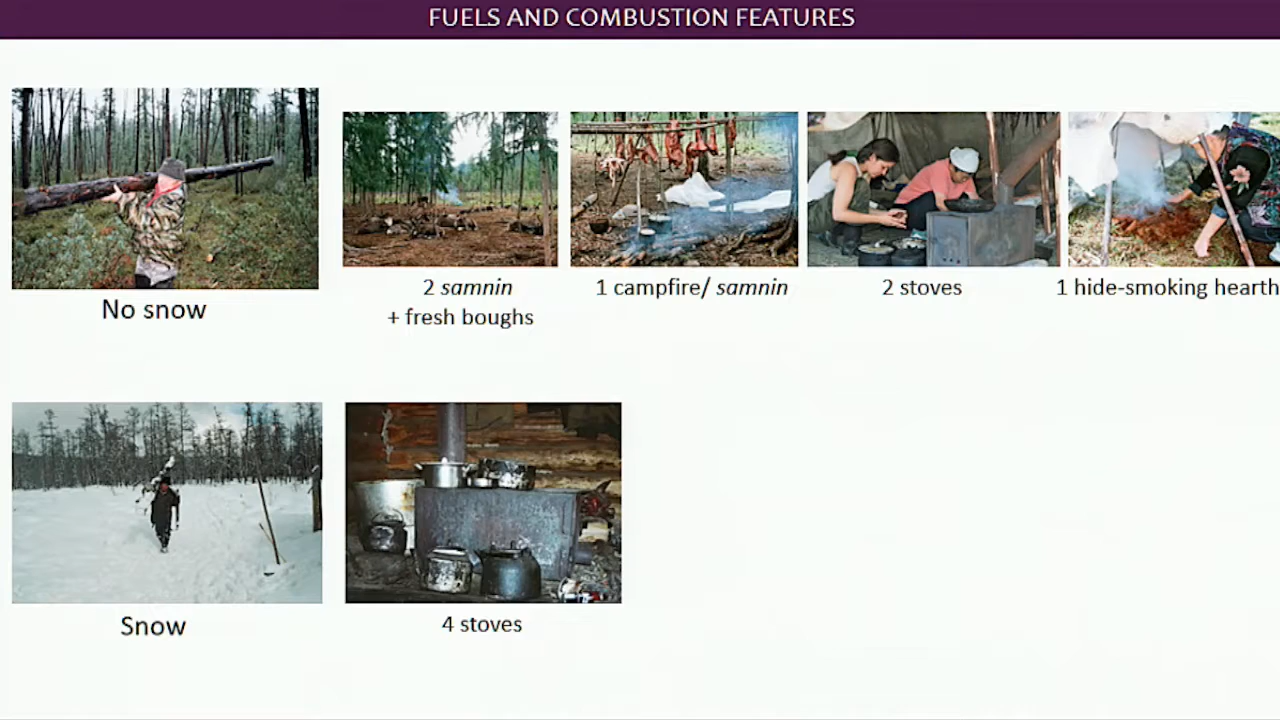 FUELS AND COMBUSTION FEATURES
No snow
2 samnin
+ fresh boughs
1 campfire/ samnin
2 stoves
1 hide-smoking hearth
Snow
4 stoves